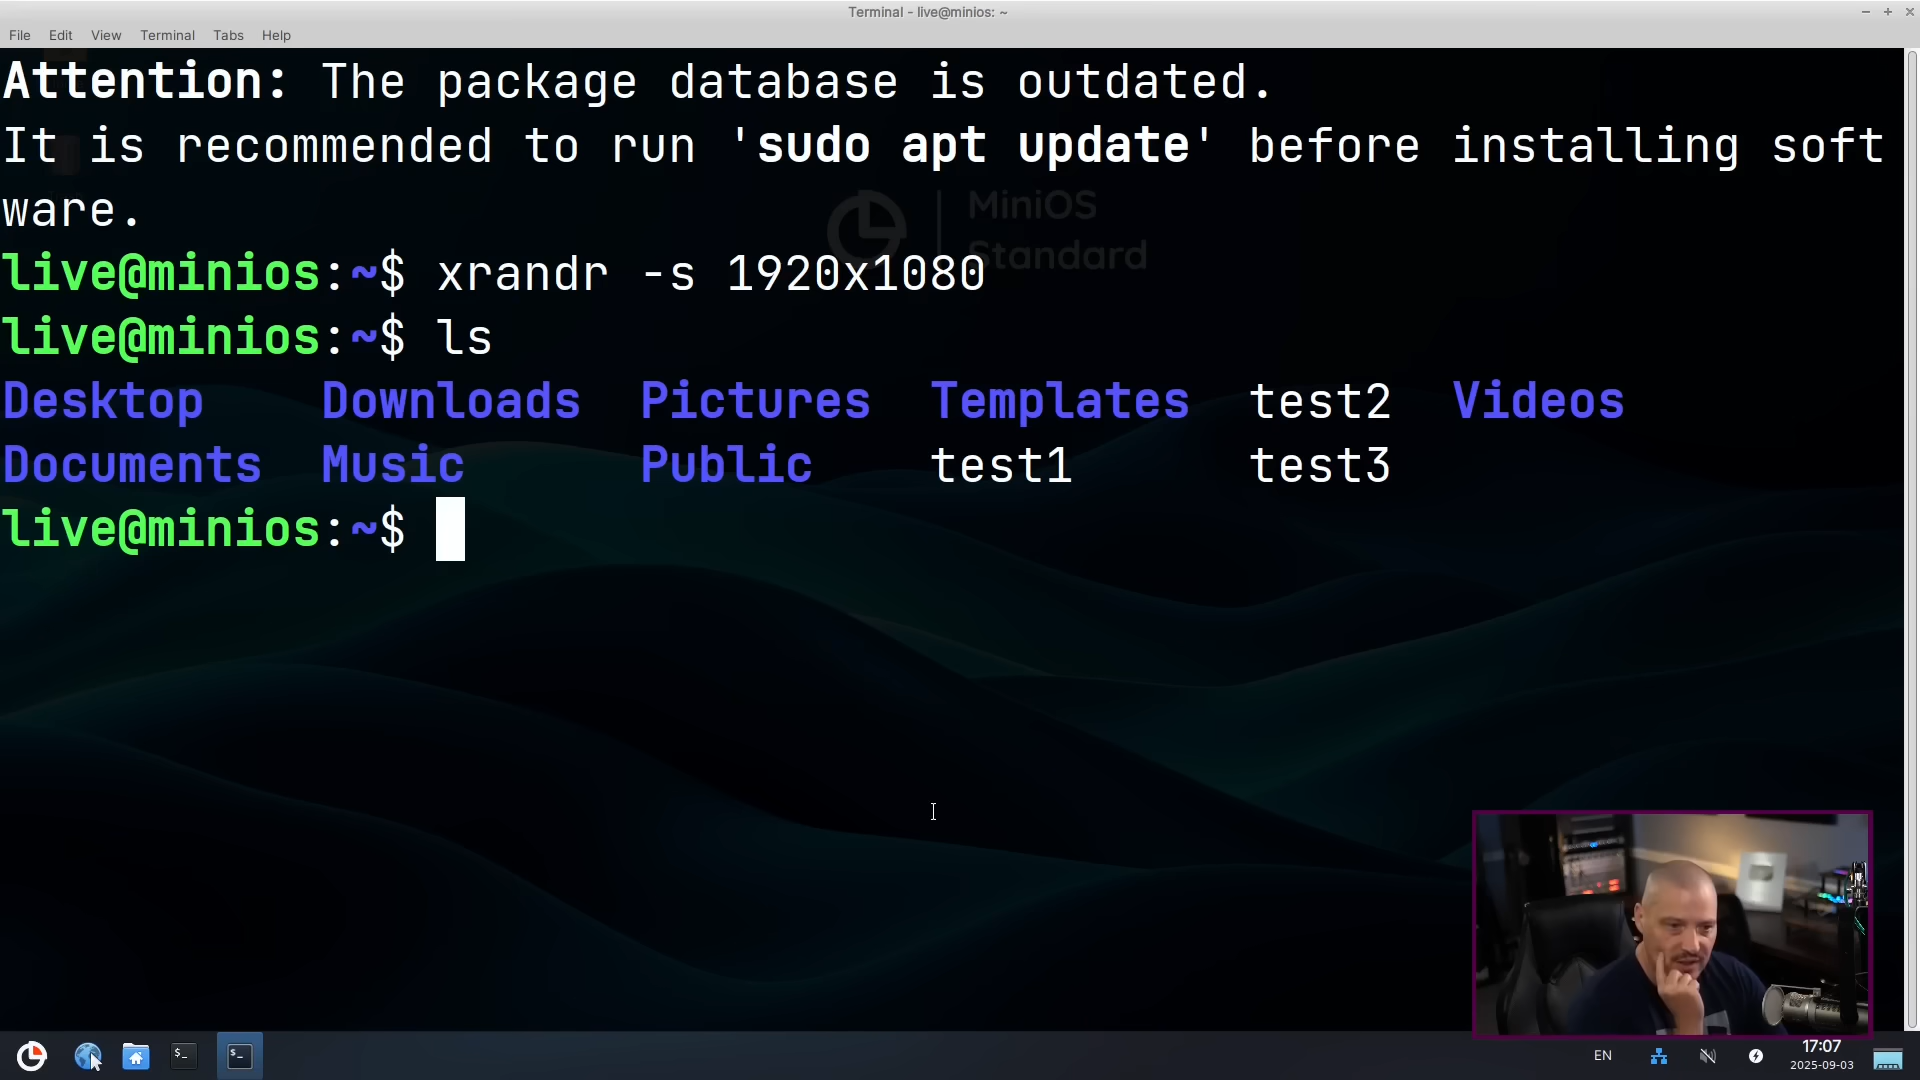 Terminal - live@minios: ~
File Edit View Terminal Tabs Help
Attention: The package database is outdated.
It is recommended to run 'sudo apt update' before installing soft
ware.
MiniOS
Standard
live@minios:~$ xrandr -s 1920x1080
live@minios:~$ ls
Desktop Downloads Pictures Templates test2 Videos
Documents Music Public test1 test3
live@minios:~$
$-
$-
EN
17:07
2025-09-03